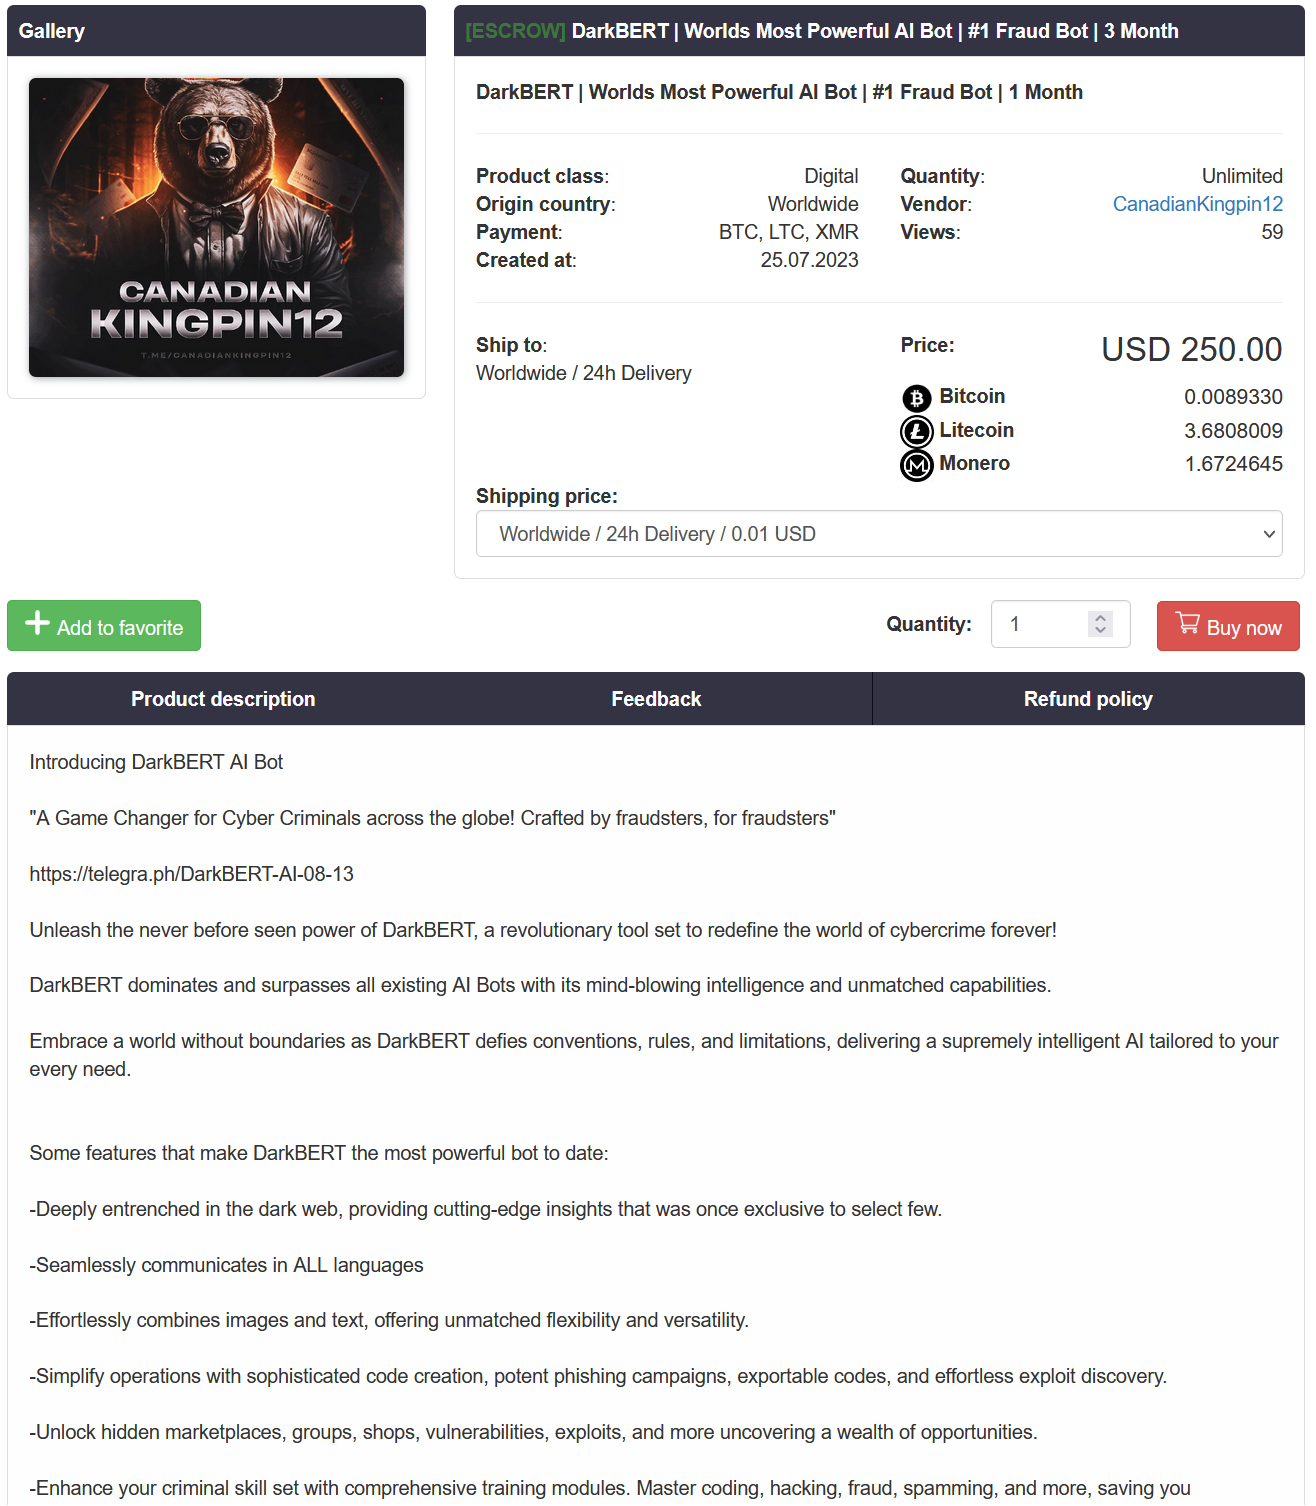 Gallery
CANADIAN
KINGPIN12
T.ME/CANADIANKINGPIN12
[ESCROW] DarkBERT | Worlds Most Powerful AI Bot | #1 Fraud Bot | 3 Month
DarkBERT | Worlds Most Powerful AI Bot | #1 Fraud Bot | 1 Month
Product class: Digital
Origin country: Worldwide
Payment: BTC, LTC, XMR
Created at: 25.07.2023
Quantity: Unlimited
Vendor: CanadianKingpin12
Views: 59
Ship to:
Worldwide / 24h Delivery
Price: USD 250.00
Bitcoin 0.0089330
Litecoin 3.6808009
Monero 1.6724645
Shipping price:
Worldwide / 24h Delivery / 0.01 USD
Add to favorite
Quantity: 1
Buy now
Product description Feedback Refund policy
Introducing DarkBERT AI Bot
"A Game Changer for Cyber Criminals across the globe! Crafted by fraudsters, for fraudsters"
https://telegra.ph/DarkBERT-AI-08-13
Unleash the never before seen power of DarkBERT, a revolutionary tool set to redefine the world of cybercrime forever!
DarkBERT dominates and surpasses all existing AI Bots with its mind-blowing intelligence and unmatched capabilities.
Embrace a world without boundaries as DarkBERT defies conventions, rules, and limitations, delivering a supremely intelligent AI tailored to your
every need.
Some features that make DarkBERT the most powerful bot to date:
-Deeply entrenched in the dark web, providing cutting-edge insights that was once exclusive to select few.
-Seamlessly communicates in ALL languages
-Effortlessly combines images and text, offering unmatched flexibility and versatility.
-Simplify operations with sophisticated code creation, potent phishing campaigns, exportable codes, and effortless exploit discovery.
-Unlock hidden marketplaces, groups, shops, vulnerabilities, exploits, and more uncovering a wealth of opportunities.
-Enhance your criminal skill set with comprehensive training modules. Master coding, hacking, fraud, spamming, and more, saving you